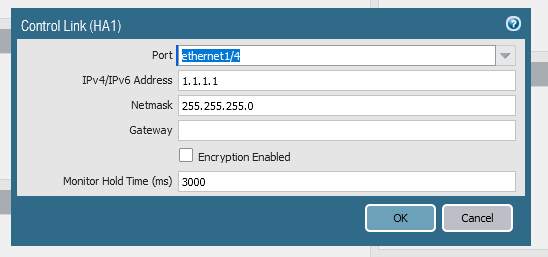 Control Link (HA1)
Port ethernet1/4
IPv4/IPv6 Address 1.1.1.1
Netmask 255.255.255.0
Gateway
Encryption Enabled
Monitor Hold Time (ms) 3000
OK Cancel